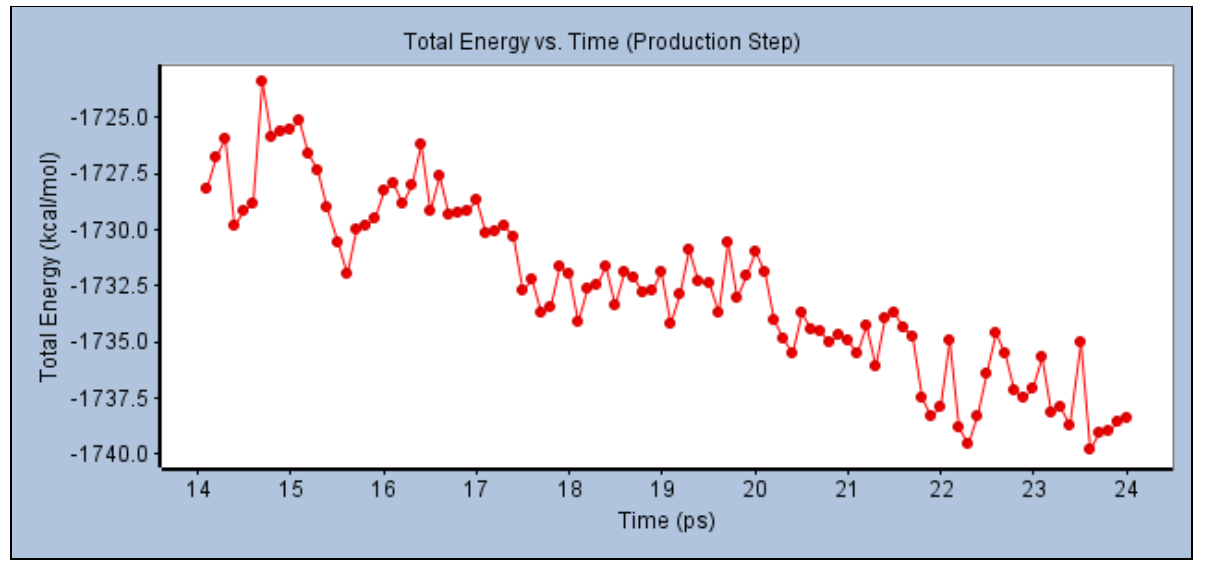 Total Energy vs. Time (Production Step)
Total Energy (kcal/mol)
-1725.0
-1727.5
-1730.0
-1732.5
-1735.0
-1737.5
-1740.0
14 15 16 17 18 19 20 21 22 23 24
Time (ps)